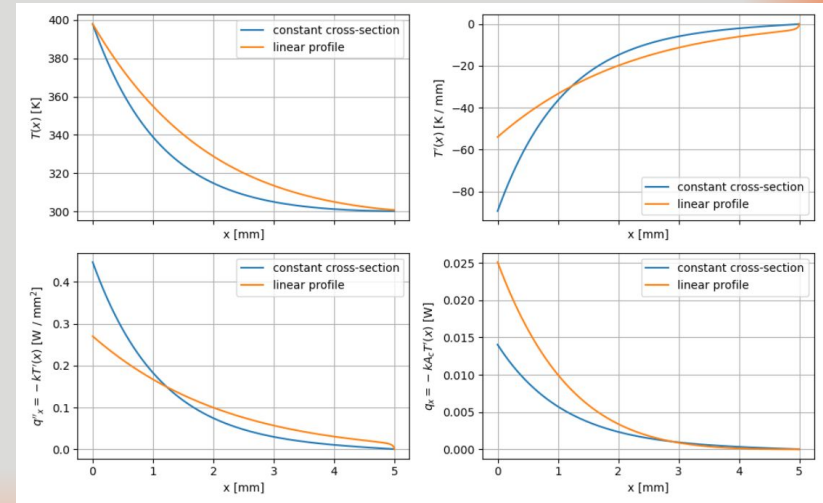 400
380
360
340
320
300
T(x) [K]
constant cross-section
linear profile
x [mm]
0
−20
−40
−60
−80
T′(x) [K / mm]
constant cross-section
linear profile
x [mm]
0.4
0.3
0.2
0.1
0.0
q″ₓ = −kT′(x) [W / mm²]
constant cross-section
linear profile
0 1 2 3 4 5
x [mm]
0.025
0.020
0.015
0.010
0.005
0.000
qₓ = −kA_cT′(x) [W]
constant cross-section
linear profile
0 1 2 3 4 5
x [mm]